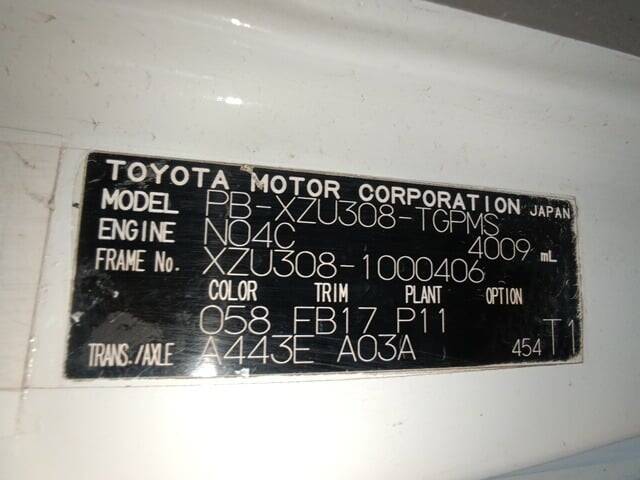 TOYOTA MOTOR CORPORATION JAPAN
MODEL PB-XZU308-TGPMS
ENGINE N04C 4009 mL
FRAME No. XZU308-1000406
COLOR TRIM PLANT OPTION
058 FB17 P11
TRANS./AXLE A443E A03A 454 T1